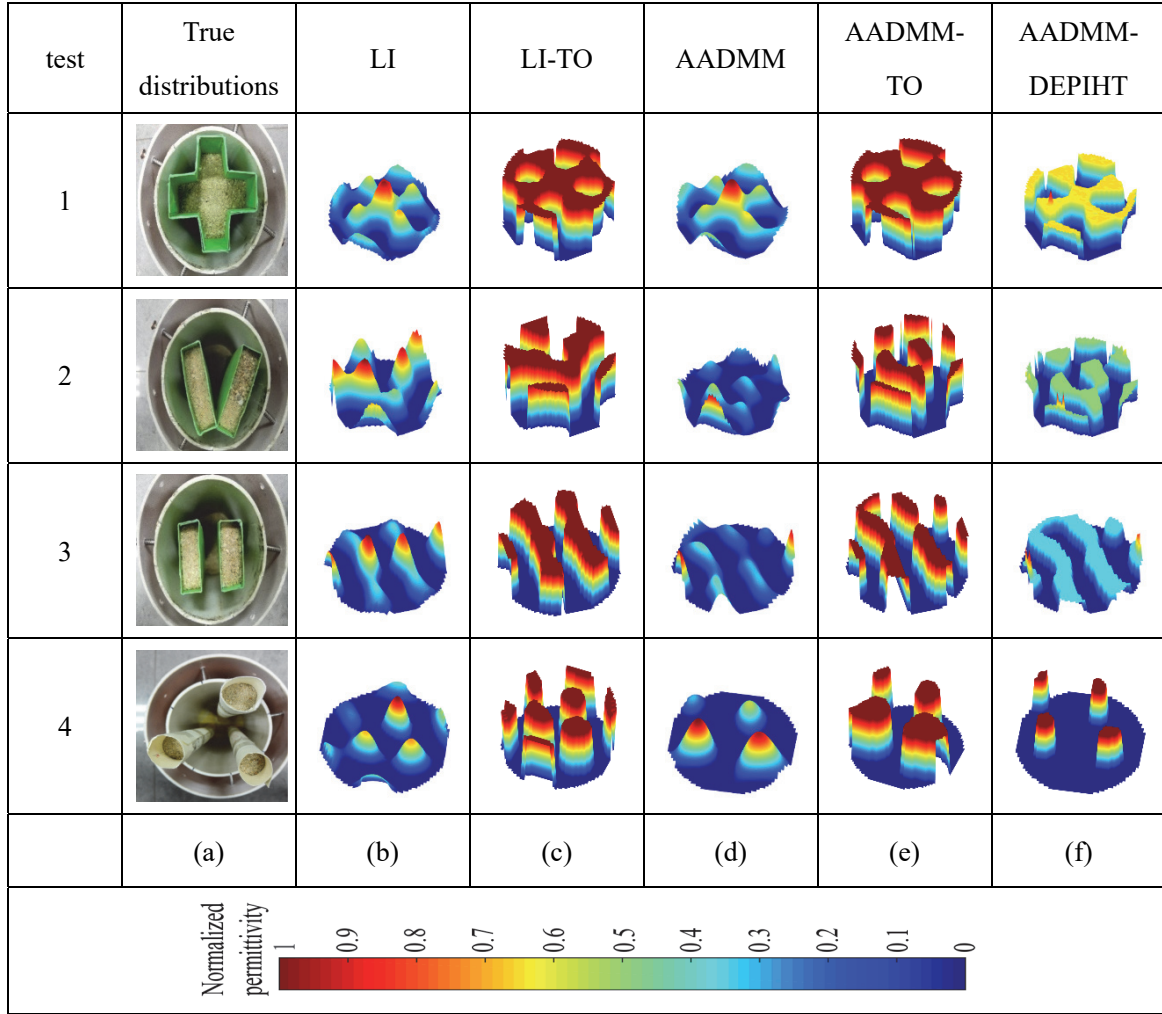 test
True
distributions
LI
LI-TO
AADMM
AADMM-
TO
AADMM-
DEPIHT
1
2
3
4
(a)
(b)
(c)
(d)
(e)
(f)
Normalized
permittivity
1
0.9
0.8
0.7
0.6
0.5
0.4
0.3
0.2
0.1
0